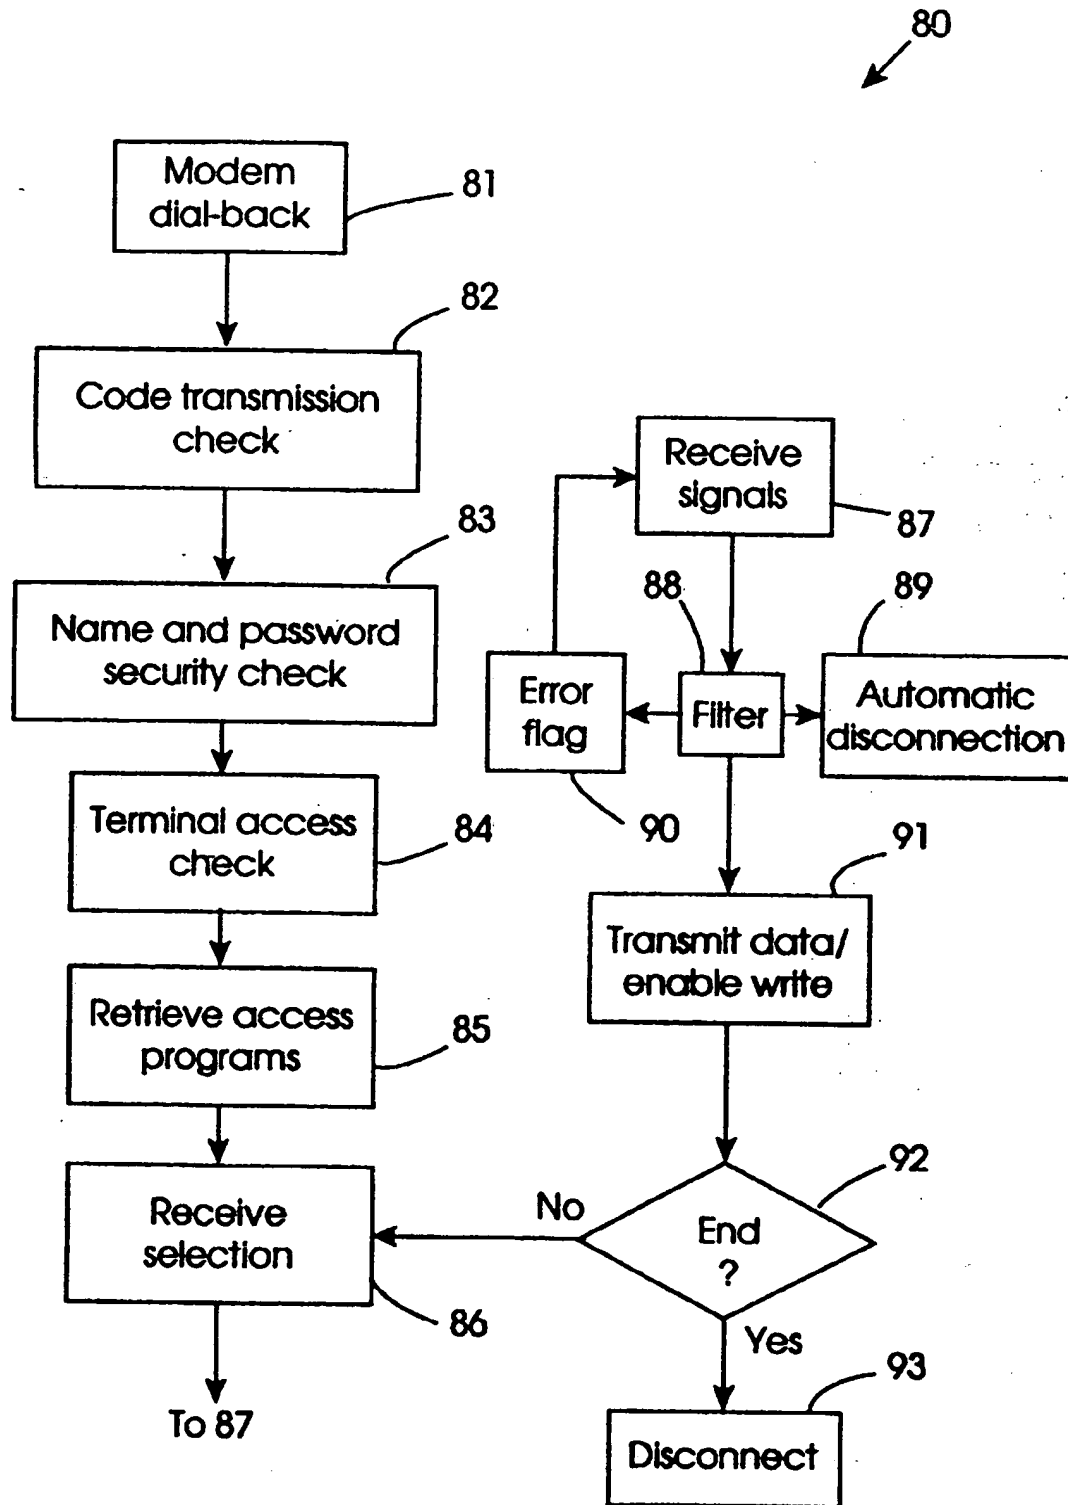 80
Modem
dial-back
81
82
Code transmission
check
83
Name and password
security check
Terminal access
check
84
Retrieve access
programs
85
Receive
selection
86
To 87
Receive
signals
87
88
89
Error
flag
Filter
Automatic
disconnection
90
91
Transmit data/
enable write
92
No
End
?
Yes
93
Disconnect